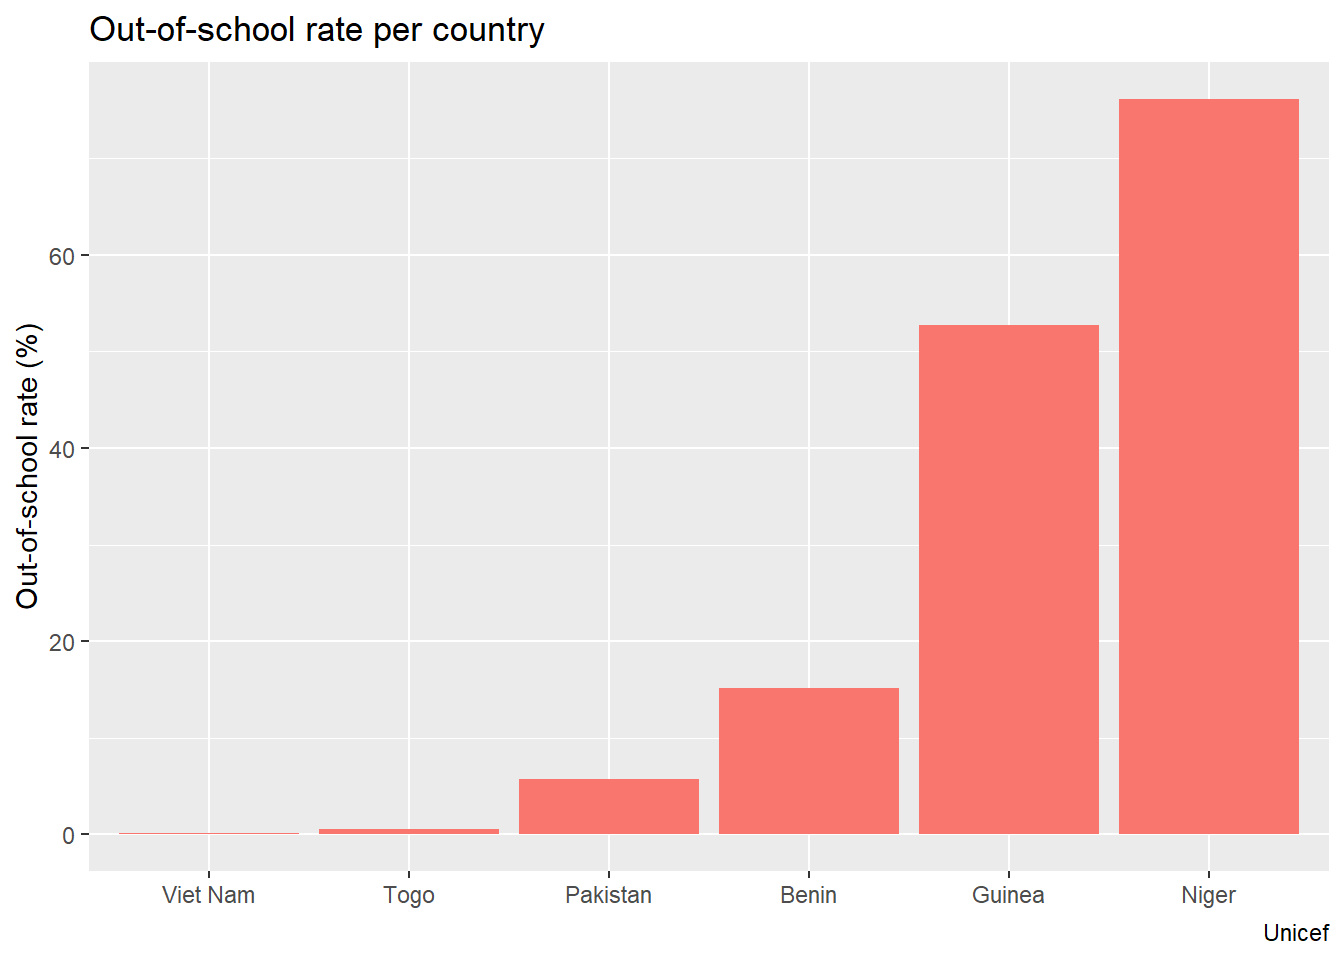 Out-of-school rate per country
Out-of-school rate (%)
60
40
20
0
Viet Nam Togo Pakistan Benin Guinea Niger
Unicef